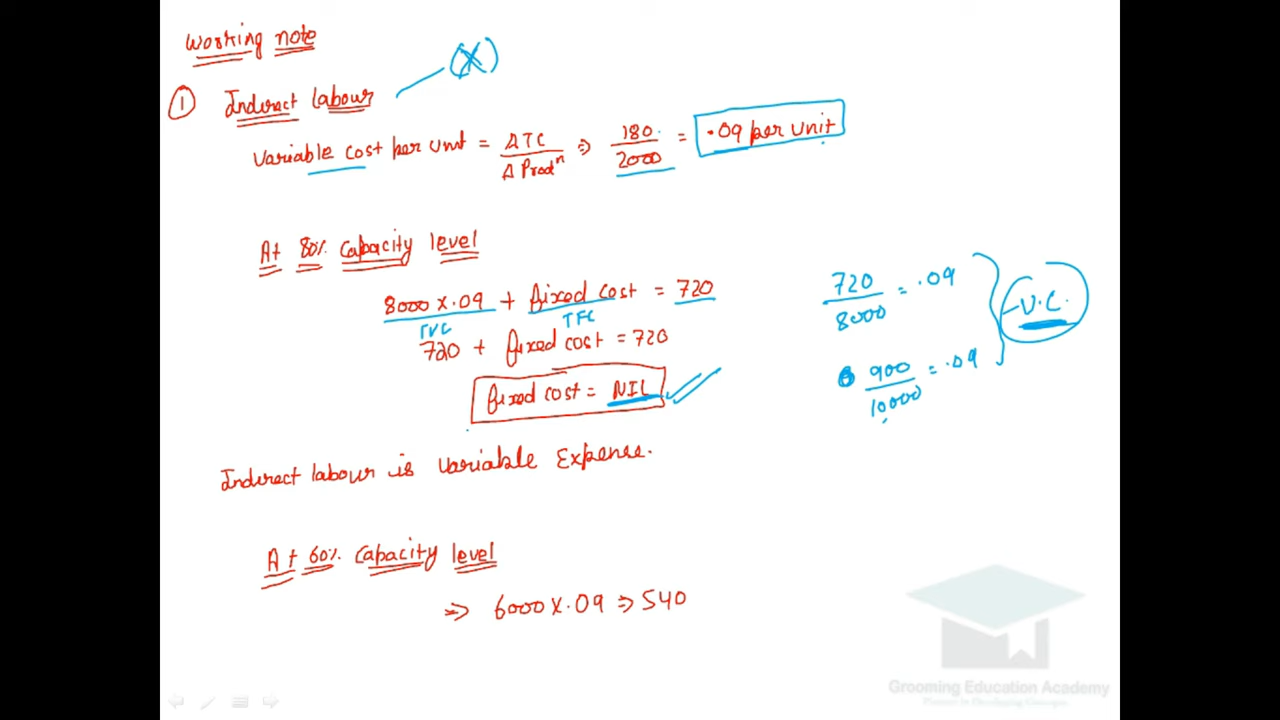 Working note
① Indirect labour (X)
Variable cost per unit = ΔTC / Δ Prodⁿ ⇒ 180 / 2000 = .09 per unit
At 80% capacity level
8000 x .09 + fixed cost = 720
TVC TFC
720 + fixed cost = 720
fixed cost = NIL
720 / 8000 = .09
900 / 10000 = .09
V.C.
Indirect labour is variable Expense.
At 60% capacity level
⇒ 6000 x .09 ⇒ 540
Grooming Education Academy